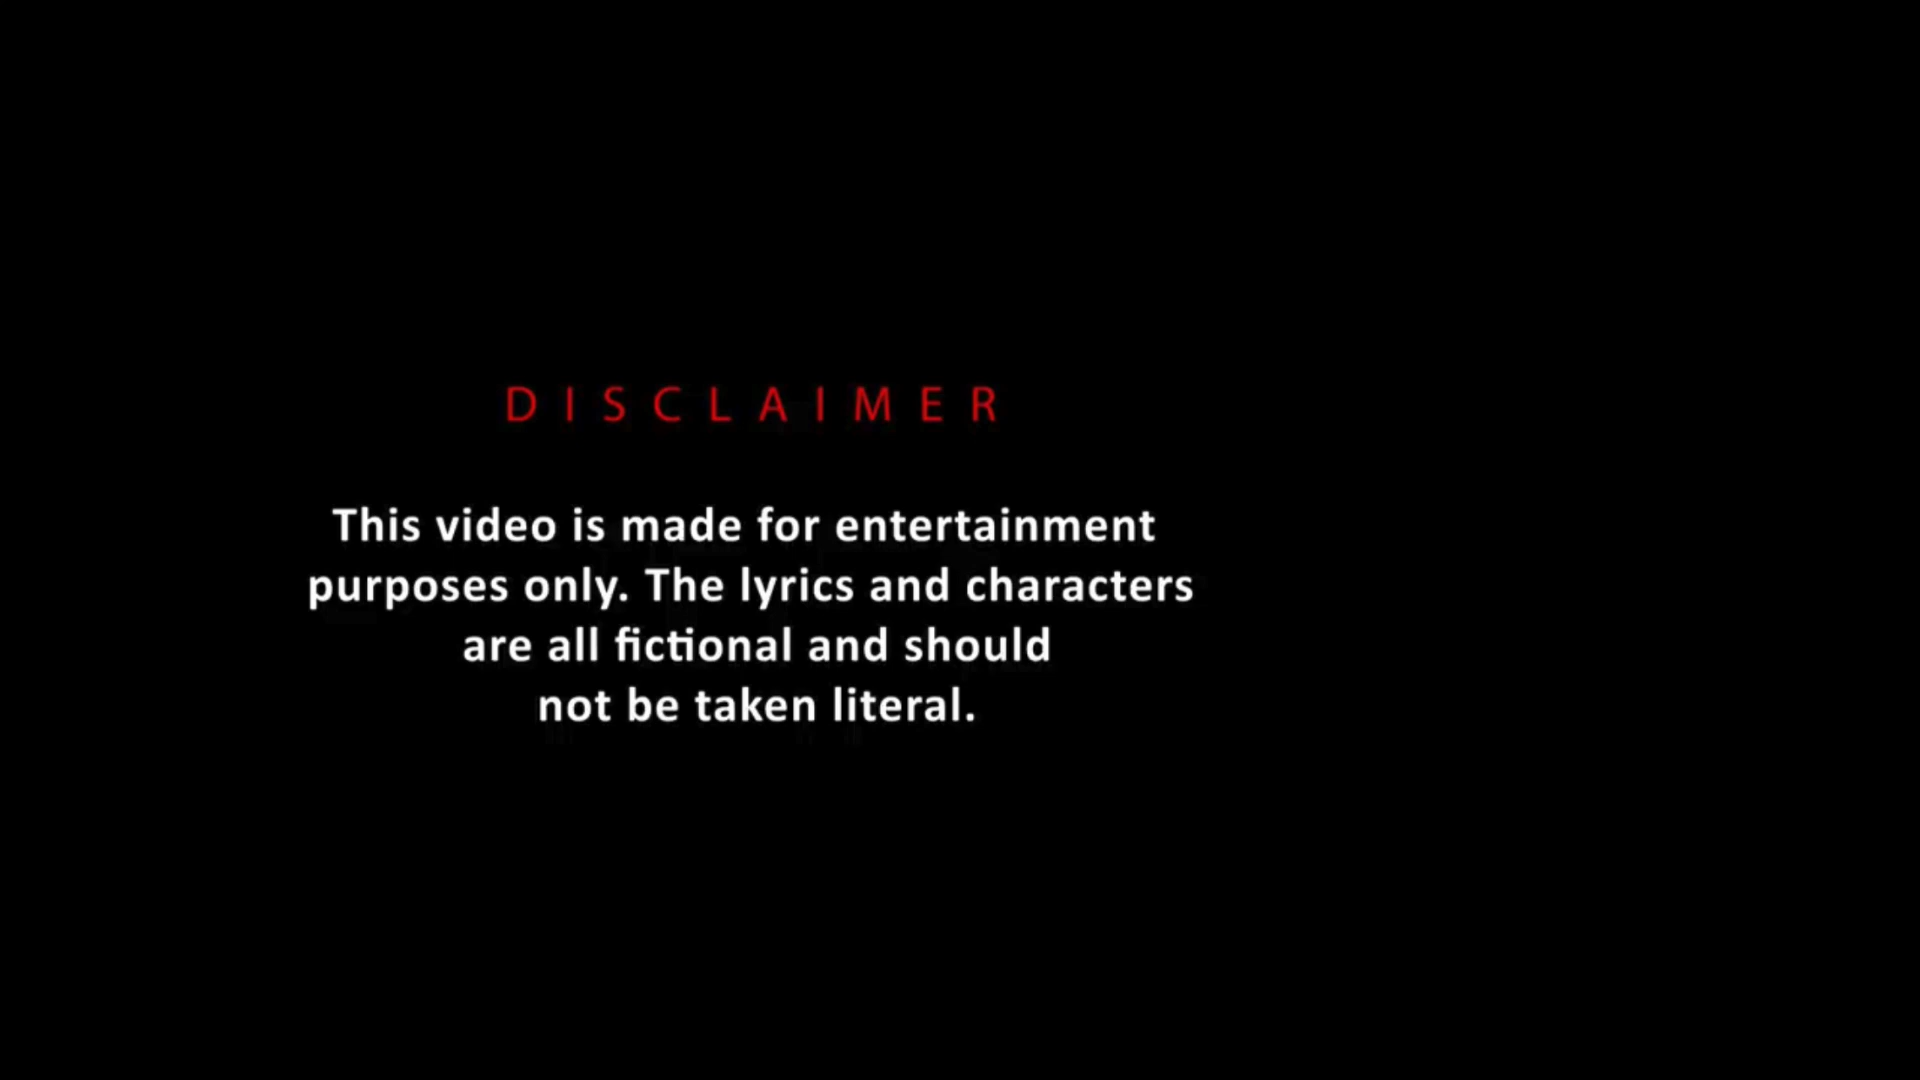 DISCLAIMER
This video is made for entertainment
purposes only. The lyrics and characters
are all fictional and should
not be taken literal.